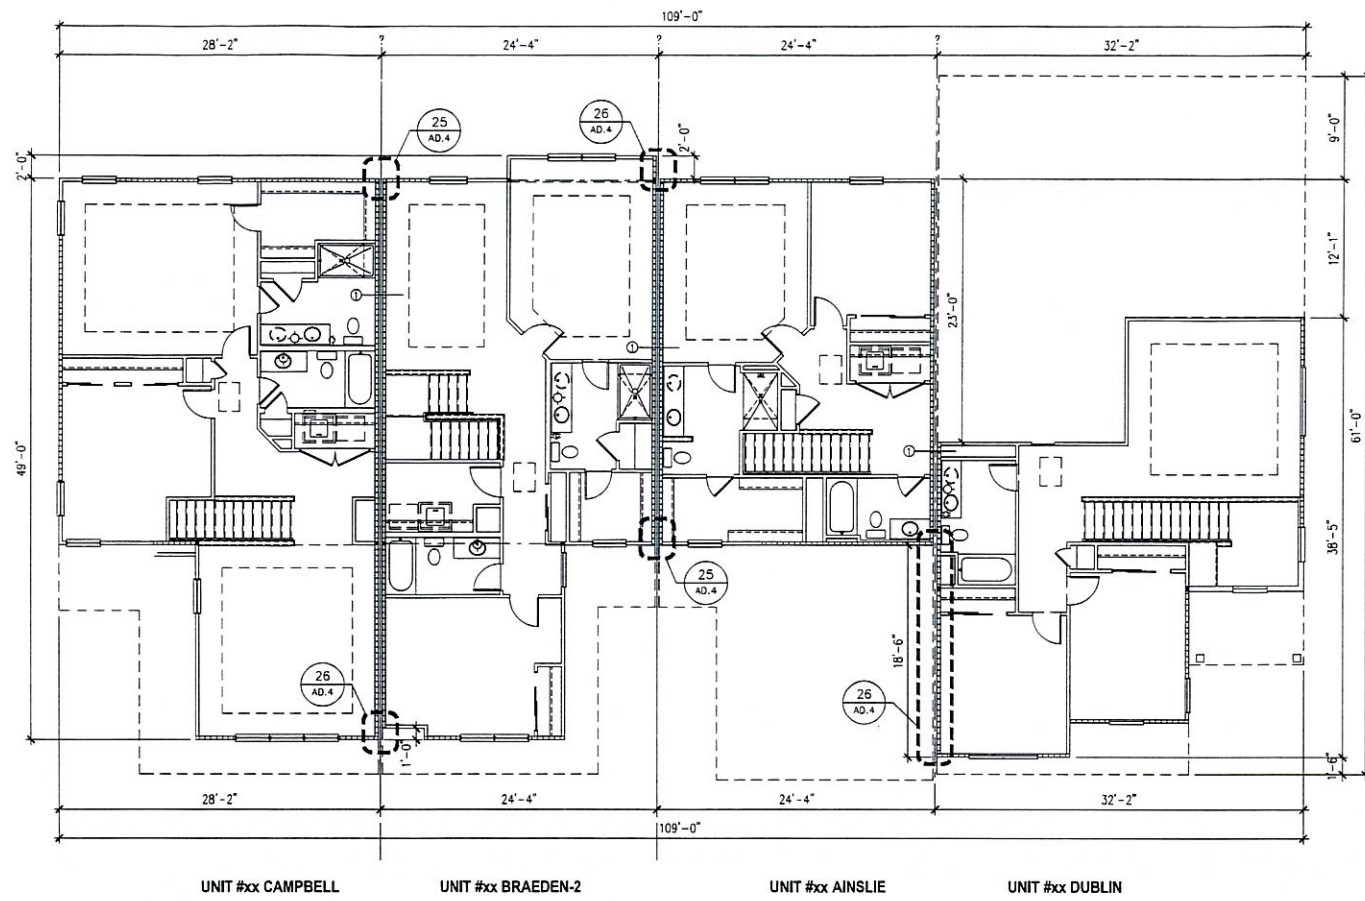 109'-0"
28'-2" 24'-4" 24'-4" 32'-2"
? ? ?
25
AD.4
26
AD.4
2'-0"
2'-0"
9'-0"
12'-1"
23'-0"
1
1
1
49'-0"
61'-0"
38'-5"
25
AD.4
18'-6"
26
AD.4
26
AD.4
1'-0"
1'-6"
28'-2" 24'-4" 24'-4" 32'-2"
109'-0"
UNIT #xx CAMPBELL UNIT #xx BRAEDEN-2 UNIT #xx AINSLIE UNIT #xx DUBLIN